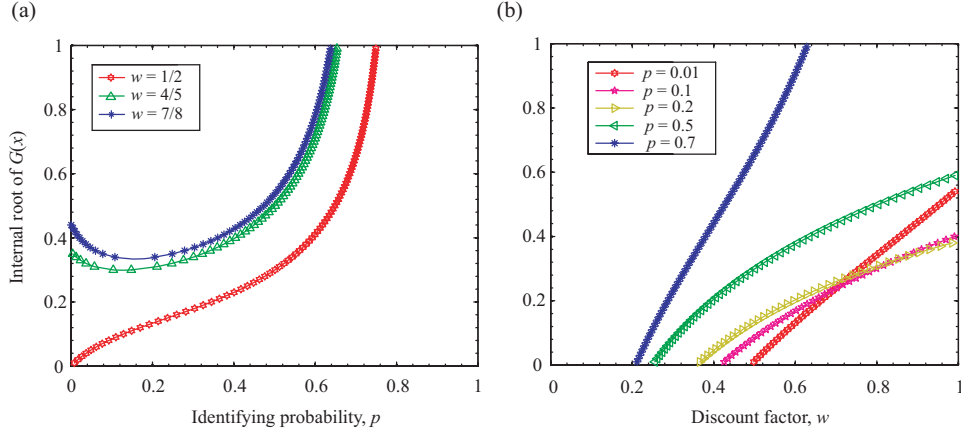 (a)
Internal root of G(x)
1
0.8
0.6
0.4
0.2
0
w = 1/2
w = 4/5
w = 7/8
0 0.2 0.4 0.6 0.8 1
Identifying probability, p
(b)
1
0.8
0.6
0.4
0.2
0
p = 0.01
p = 0.1
p = 0.2
p = 0.5
p = 0.7
0 0.2 0.4 0.6 0.8 1
Discount factor, w